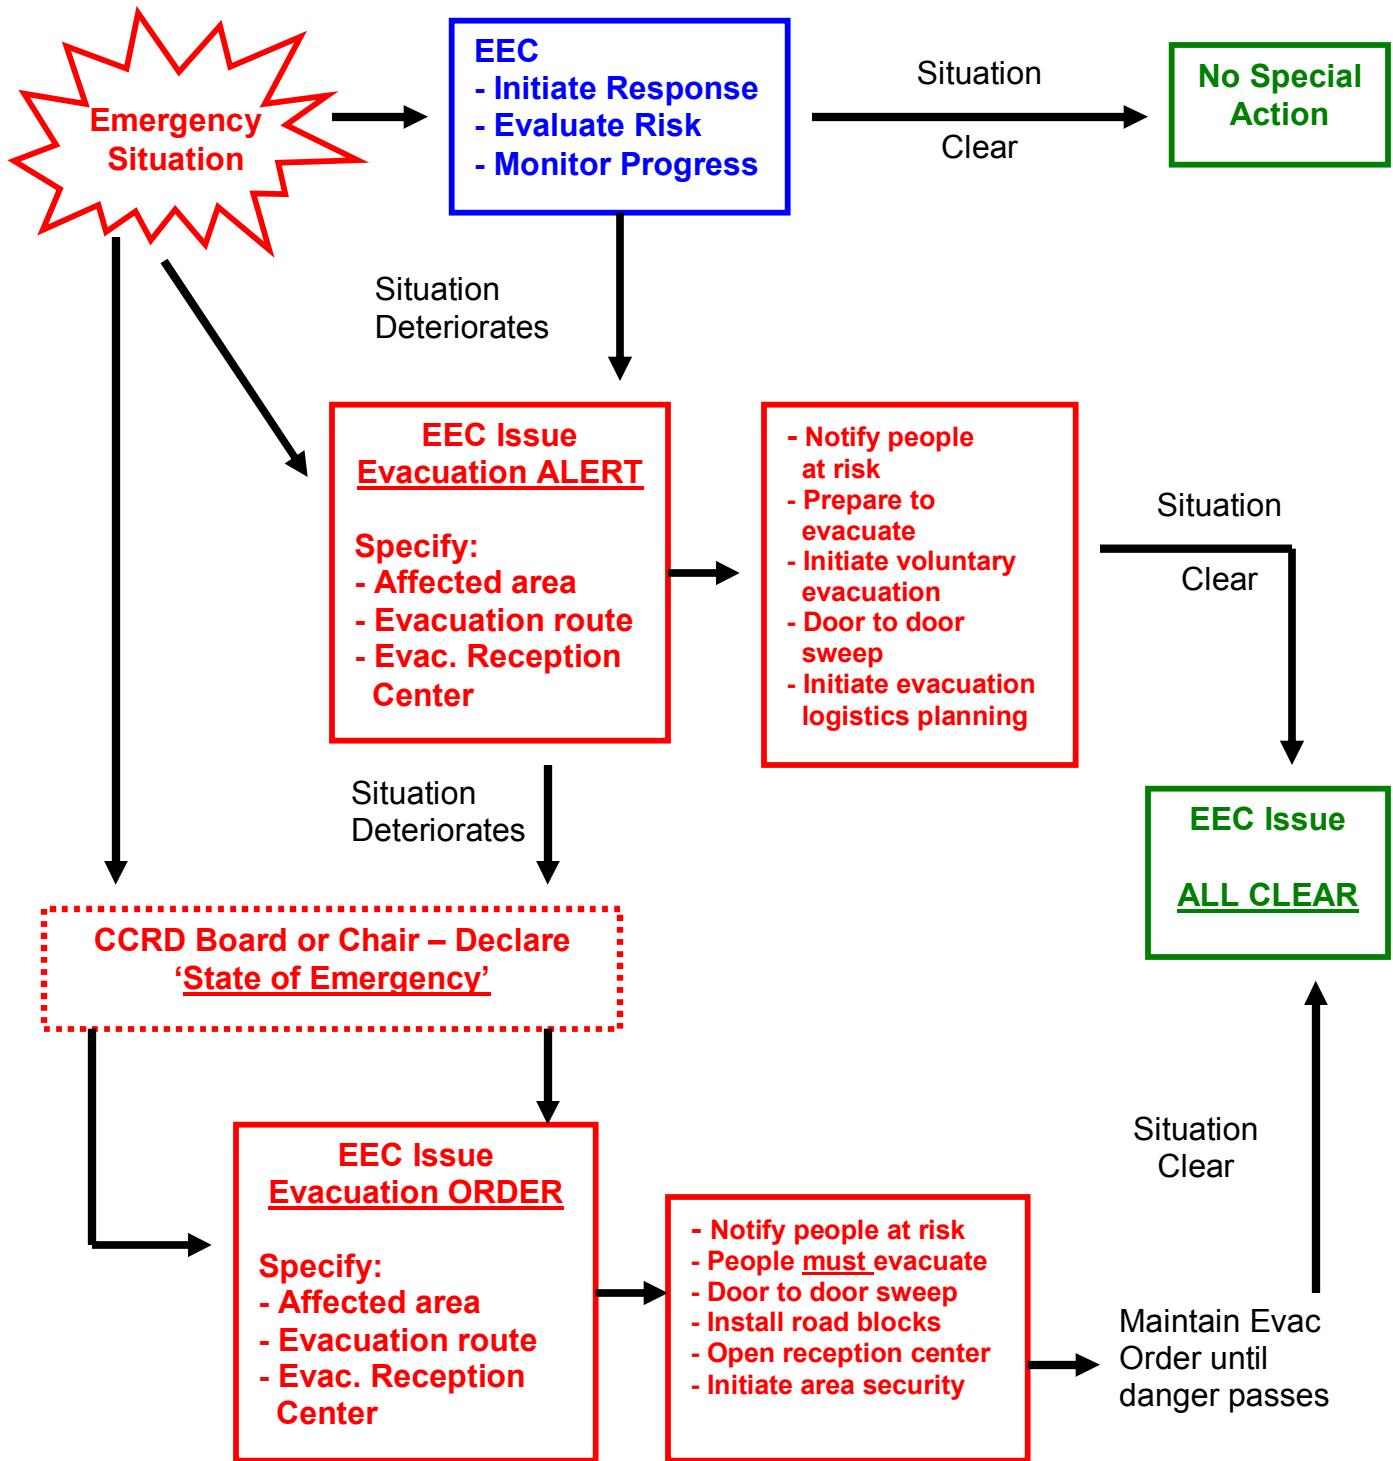 Emergency
Situation
EEC
- Initiate Response
- Evaluate Risk
- Monitor Progress
Situation
Clear
No Special
Action
Situation
Deteriorates
EEC Issue
Evacuation ALERT
Specify:
- Affected area
- Evacuation route
- Evac. Reception
Center
- Notify people
at risk
- Prepare to
evacuate
- Initiate voluntary
evacuation
- Door to door
sweep
- Initiate evacuation
logistics planning
Situation
Clear
Situation
Deteriorates
EEC Issue
ALL CLEAR
CCRD Board or Chair – Declare
‘State of Emergency’
EEC Issue
Evacuation ORDER
Specify:
- Affected area
- Evacuation route
- Evac. Reception
Center
- Notify people at risk
- People must evacuate
- Door to door sweep
- Install road blocks
- Open reception center
- Initiate area security
Situation
Clear
Maintain Evac
Order until
danger passes